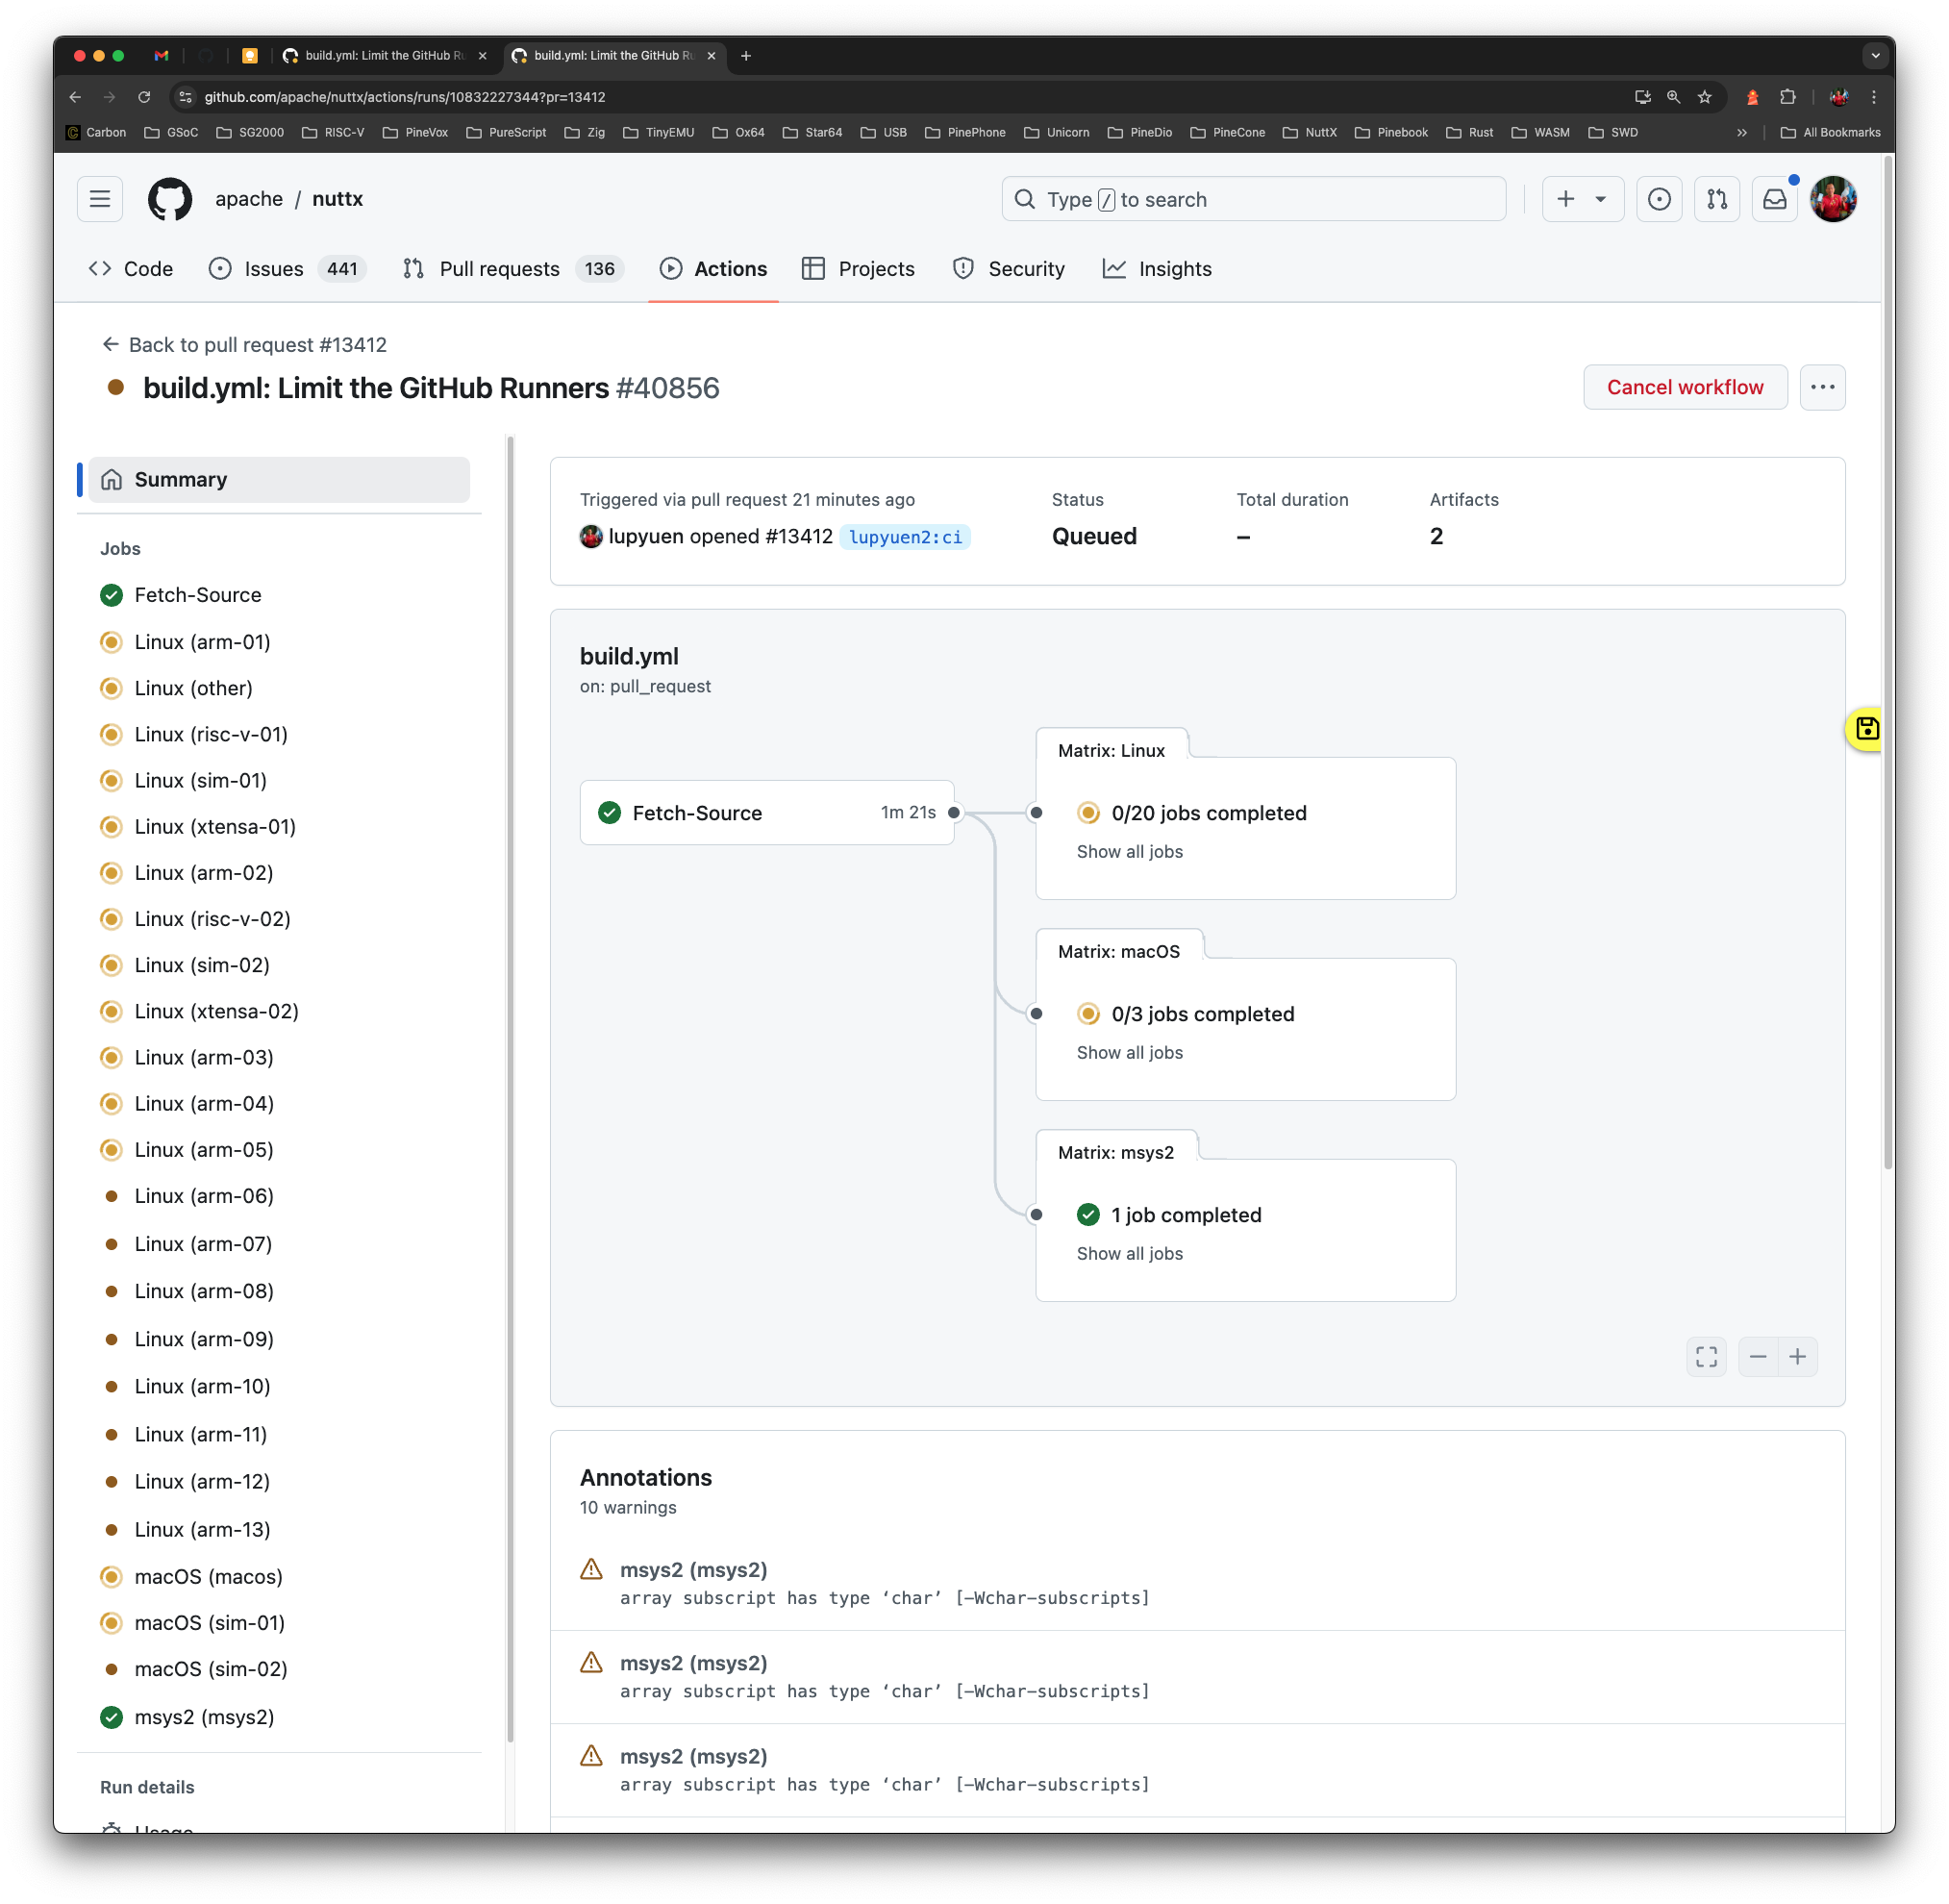 build.yml: Limit the GitHub Ru
build.yml: Limit the GitHub Ru
github.com/apache/nuttx/actions/runs/10832227344?pr=13412
Carbon GSoC SG2000 RISC-V PineVox PureScript Zig TinyEMU Ox64 Star64 USB PinePhone Unicorn PineDio PineCone NuttX Pinebook Rust WASM SWD » All Bookmarks
apache / nuttx
Type / to search
Code Issues 441 Pull requests 136 Actions Projects Security Insights
Back to pull request #13412
build.yml: Limit the GitHub Runners #40856
Cancel workflow
Summary
Jobs
Fetch-Source
Linux (arm-01)
Linux (other)
Linux (risc-v-01)
Linux (sim-01)
Linux (xtensa-01)
Linux (arm-02)
Linux (risc-v-02)
Linux (sim-02)
Linux (xtensa-02)
Linux (arm-03)
Linux (arm-04)
Linux (arm-05)
Linux (arm-06)
Linux (arm-07)
Linux (arm-08)
Linux (arm-09)
Linux (arm-10)
Linux (arm-11)
Linux (arm-12)
Linux (arm-13)
macOS (macos)
macOS (sim-01)
macOS (sim-02)
msys2 (msys2)
Run details
Usage
Triggered via pull request 21 minutes ago
lupyuen opened #13412 lupyuen2:ci
Status
Queued
Total duration
–
Artifacts
2
build.yml
on: pull_request
Fetch-Source 1m 21s
Matrix: Linux
0/20 jobs completed
Show all jobs
Matrix: macOS
0/3 jobs completed
Show all jobs
Matrix: msys2
1 job completed
Show all jobs
Annotations
10 warnings
msys2 (msys2)
array subscript has type ‘char’ [-Wchar-subscripts]
msys2 (msys2)
array subscript has type ‘char’ [-Wchar-subscripts]
msys2 (msys2)
array subscript has type ‘char’ [-Wchar-subscripts]